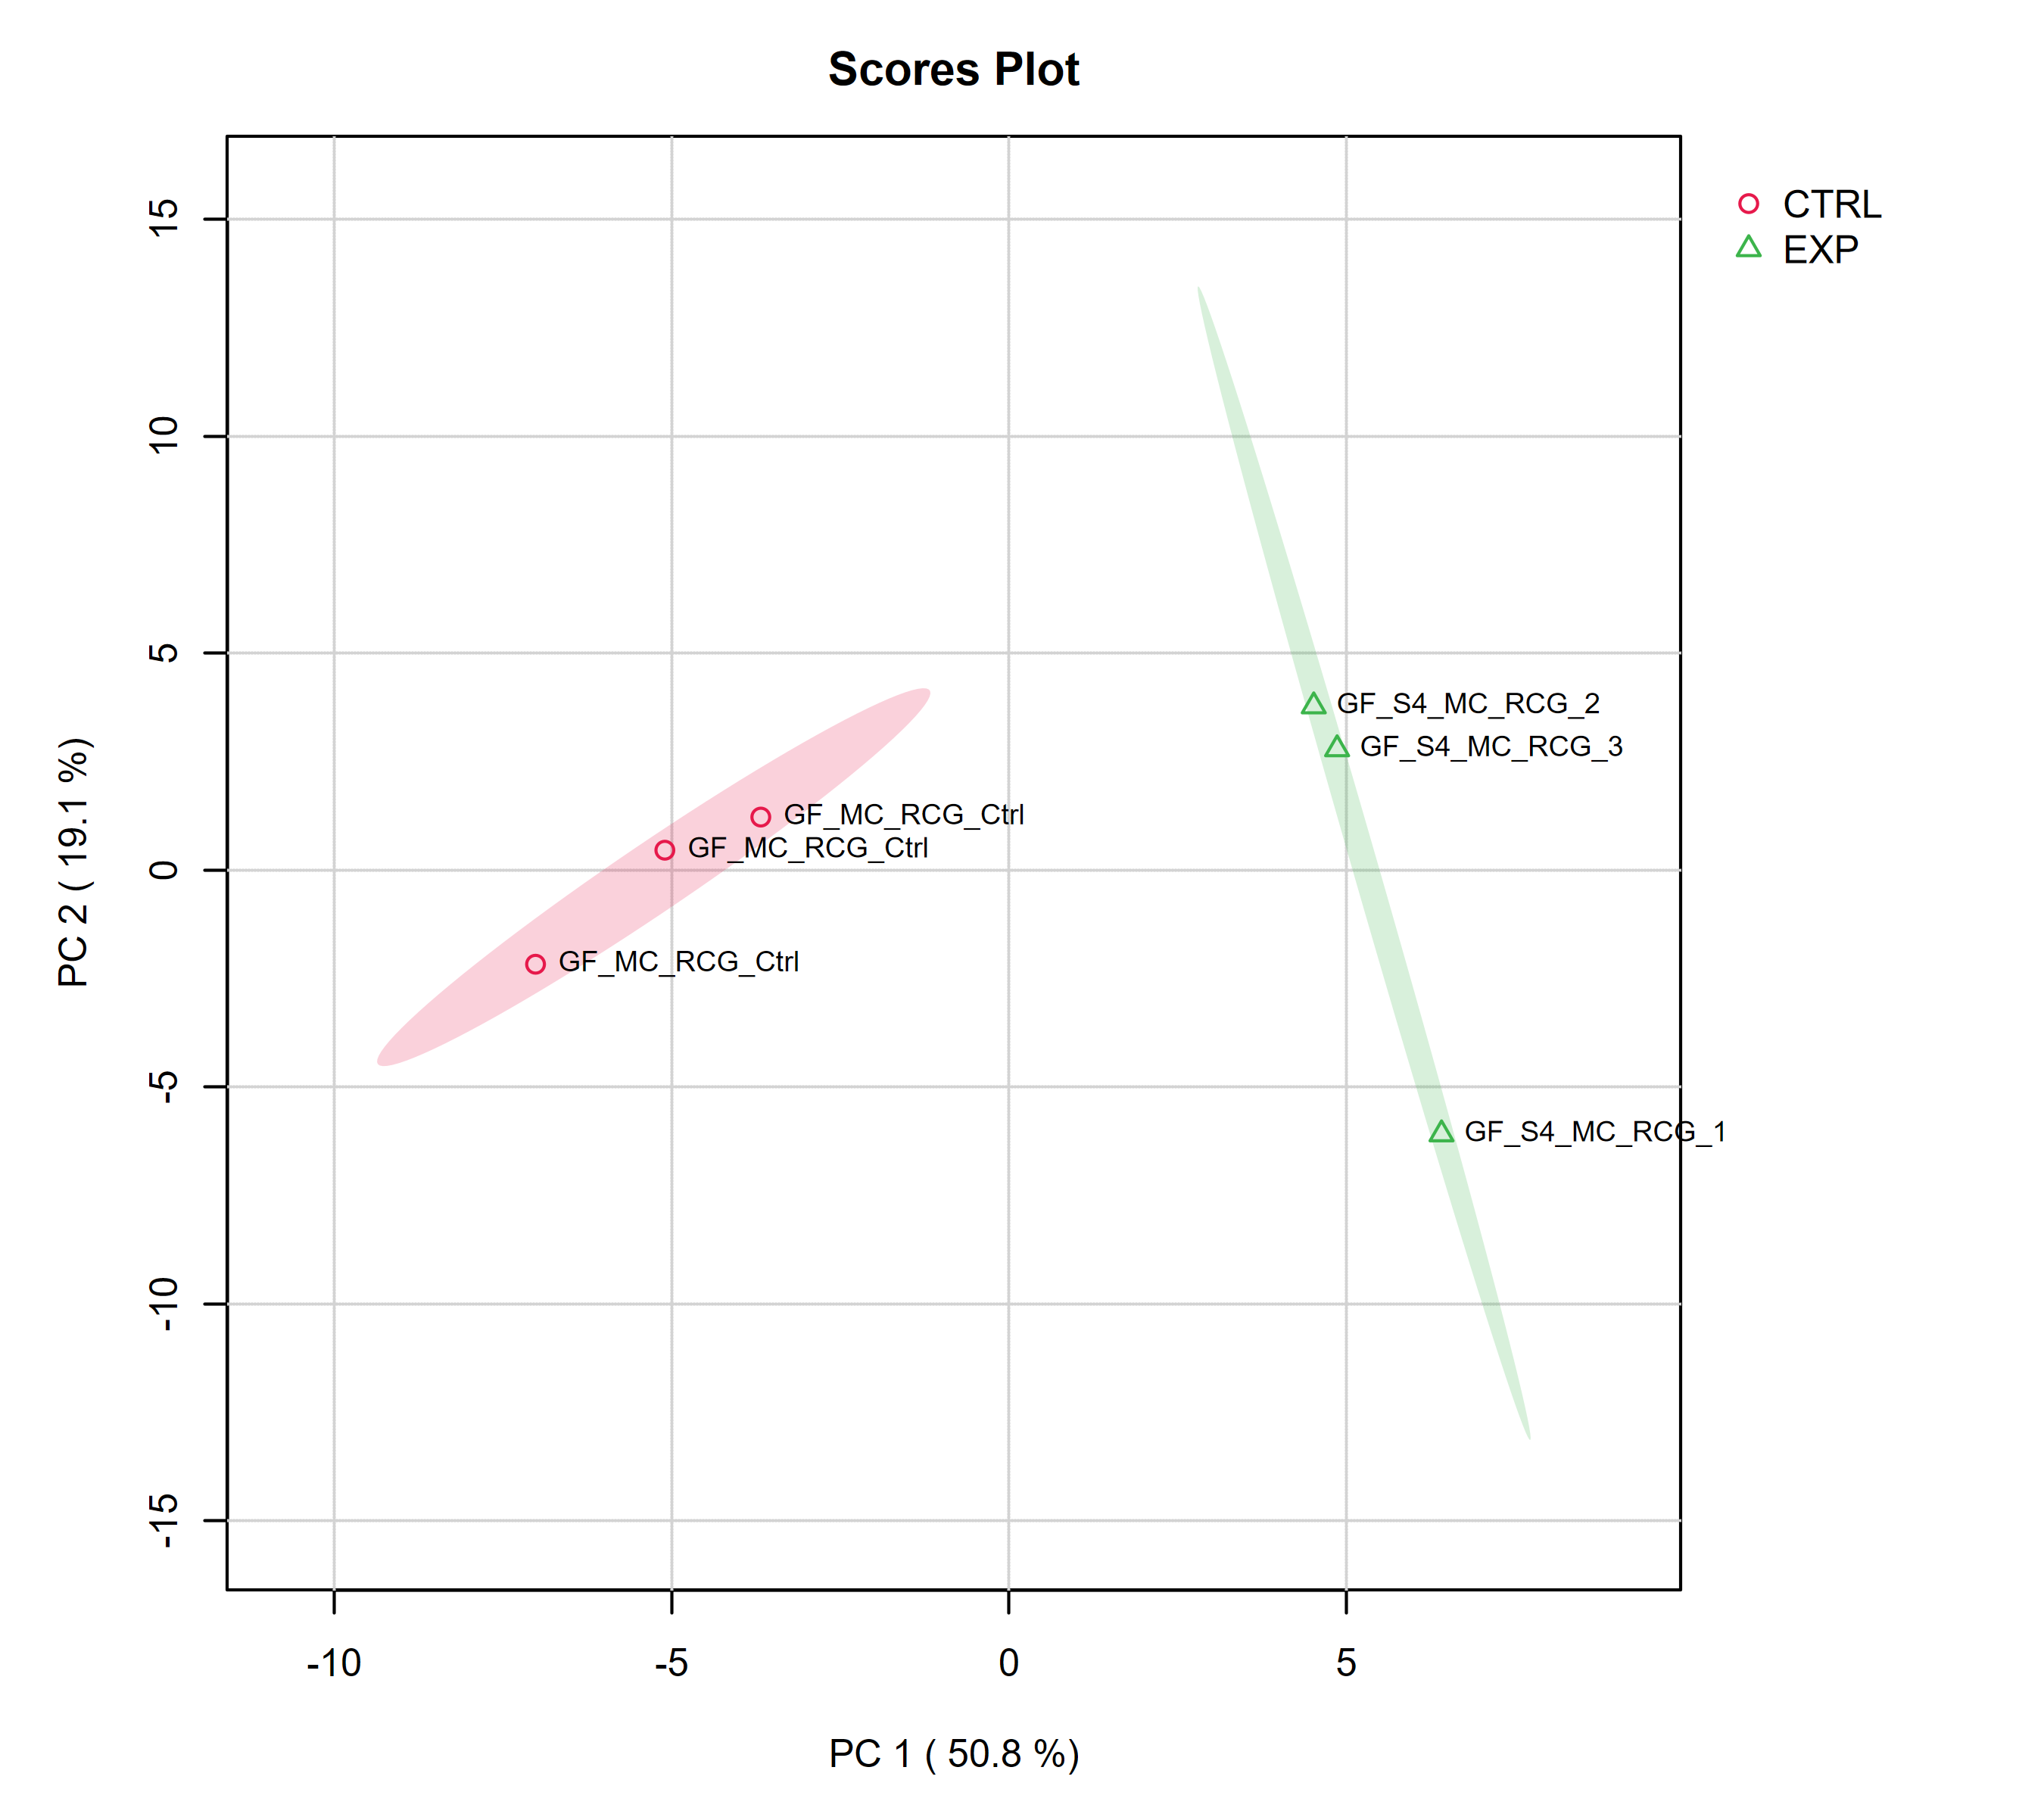 Scores Plot
CTRL
EXP
15
10
5
0
-5
-10
-15
PC 2 ( 19.1 %)
GF_S4_MC_RCG_2
GF_S4_MC_RCG_3
GF_MC_RCG_Ctrl
GF_MC_RCG_Ctrl
GF_MC_RCG_Ctrl
GF_S4_MC_RCG_1
-10
-5
0
5
PC 1 ( 50.8 %)